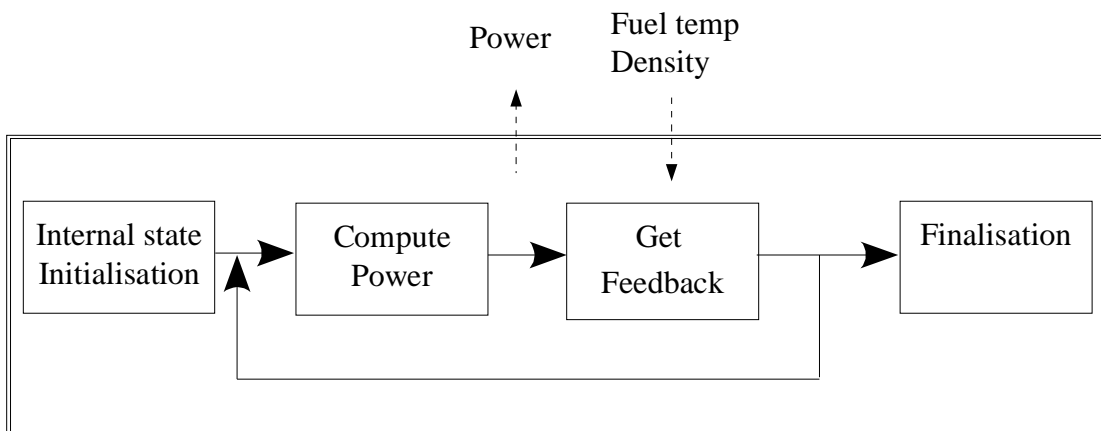 Power
Fuel temp
Density
Internal state
Initialisation
Compute
Power
Get
Feedback
Finalisation